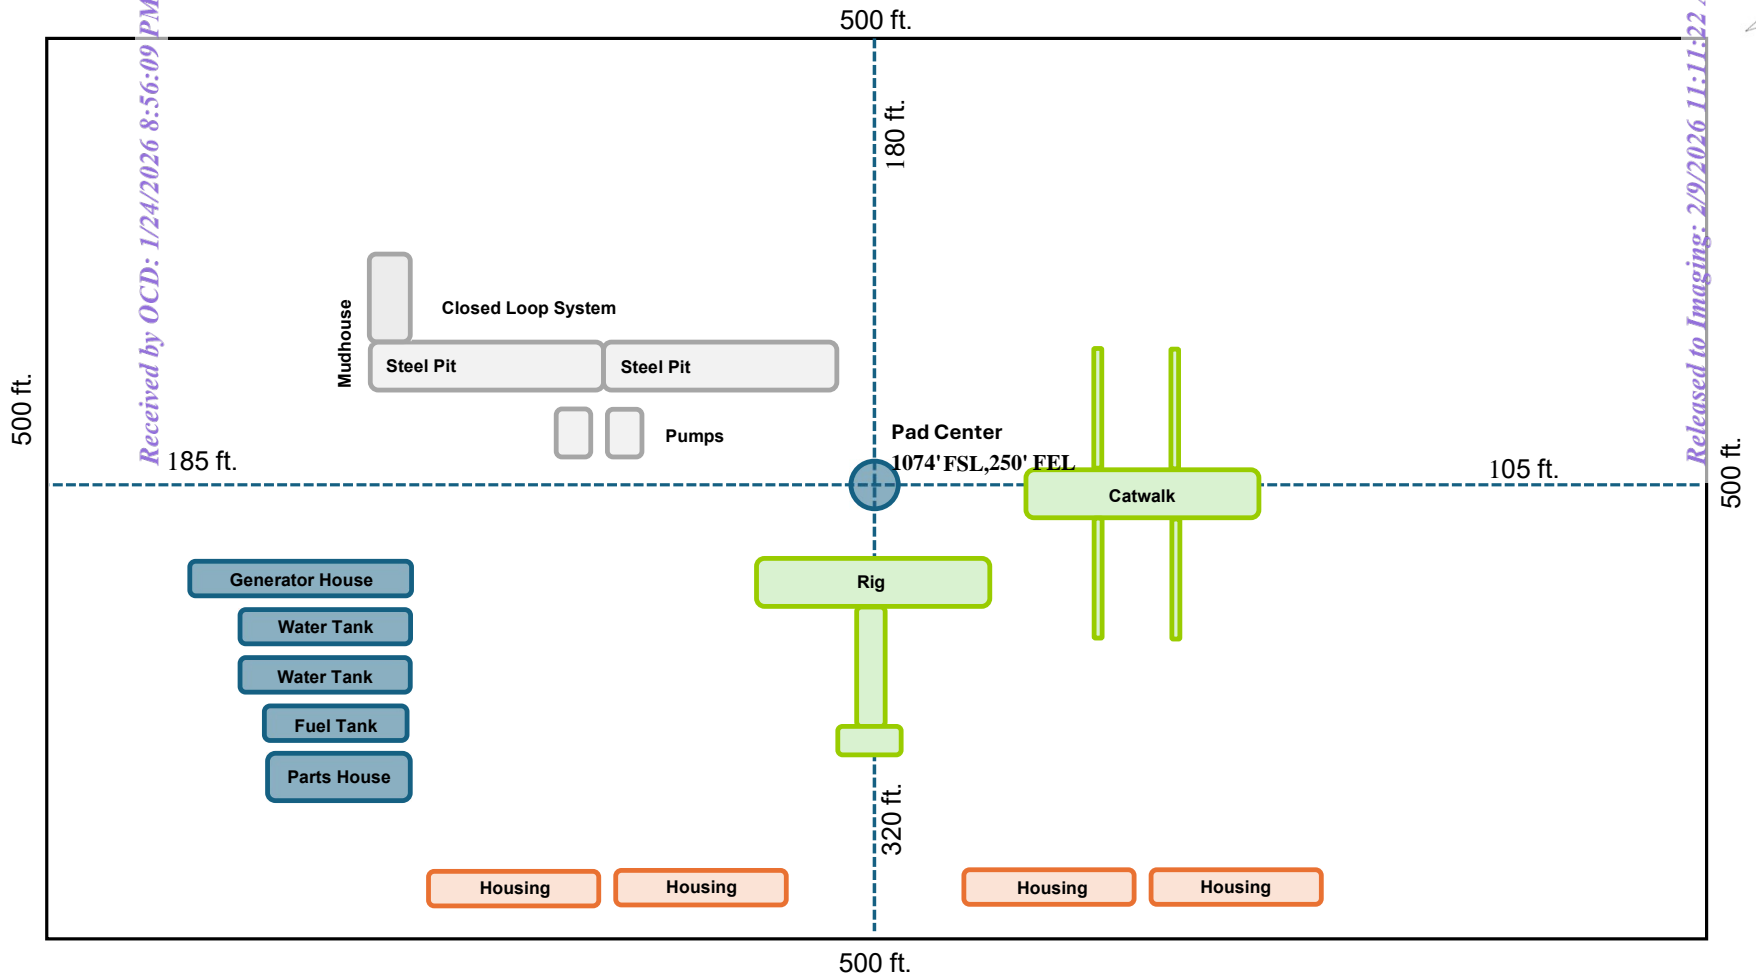 500 ft.
Received by OCD: 1/24/2026 8:56:09 PM
Released to Imaging: 2/9/2026 11:11:22
180 ft.
Mudhouse
Closed Loop System
Steel Pit
Steel Pit
500 ft.
Pumps
Pad Center
1074' FSL,250' FEL
185 ft.
105 ft.
500 ft.
Catwalk
Generator House
Rig
Water Tank
Water Tank
Fuel Tank
Parts House
320 ft.
Housing
Housing
Housing
Housing
500 ft.